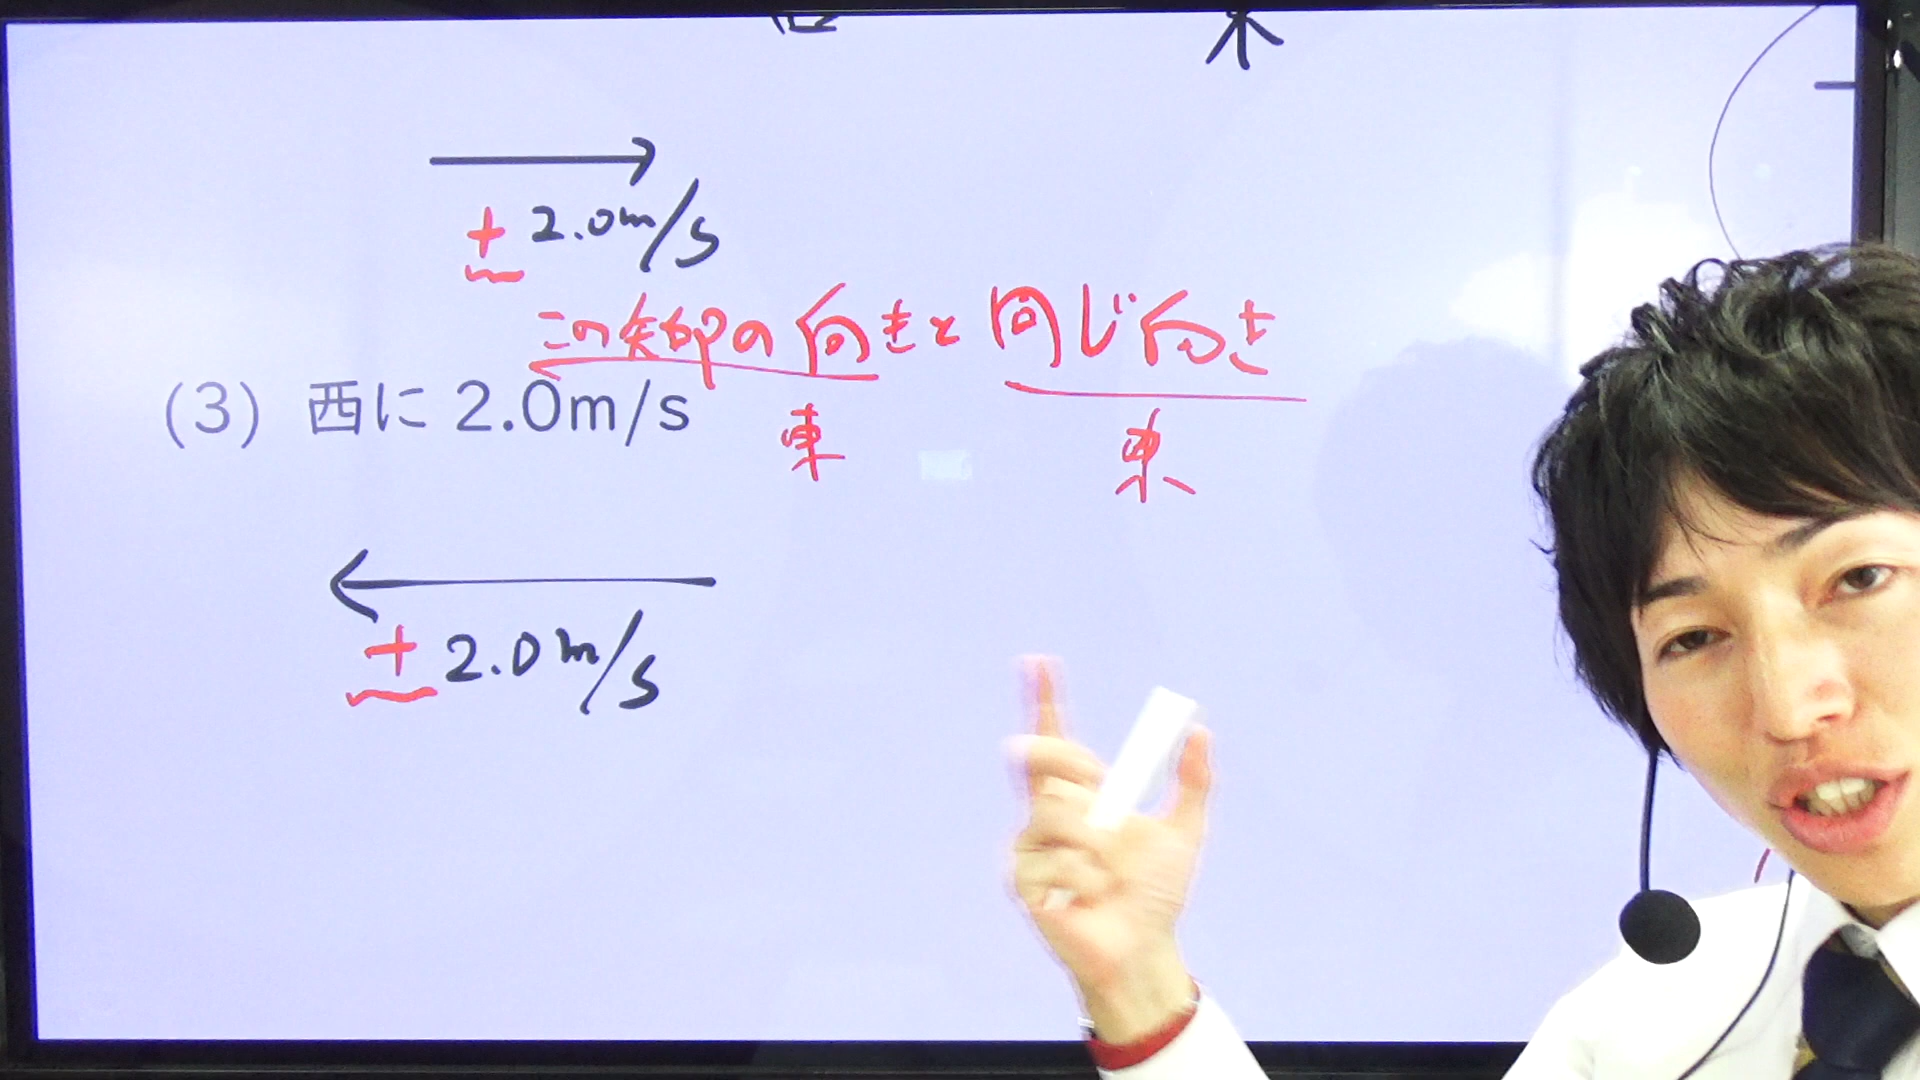 +2.0m/s
この矢印の向きと同じ向き
(3) 西に 2.0m/s
東 東
+2.0m/s